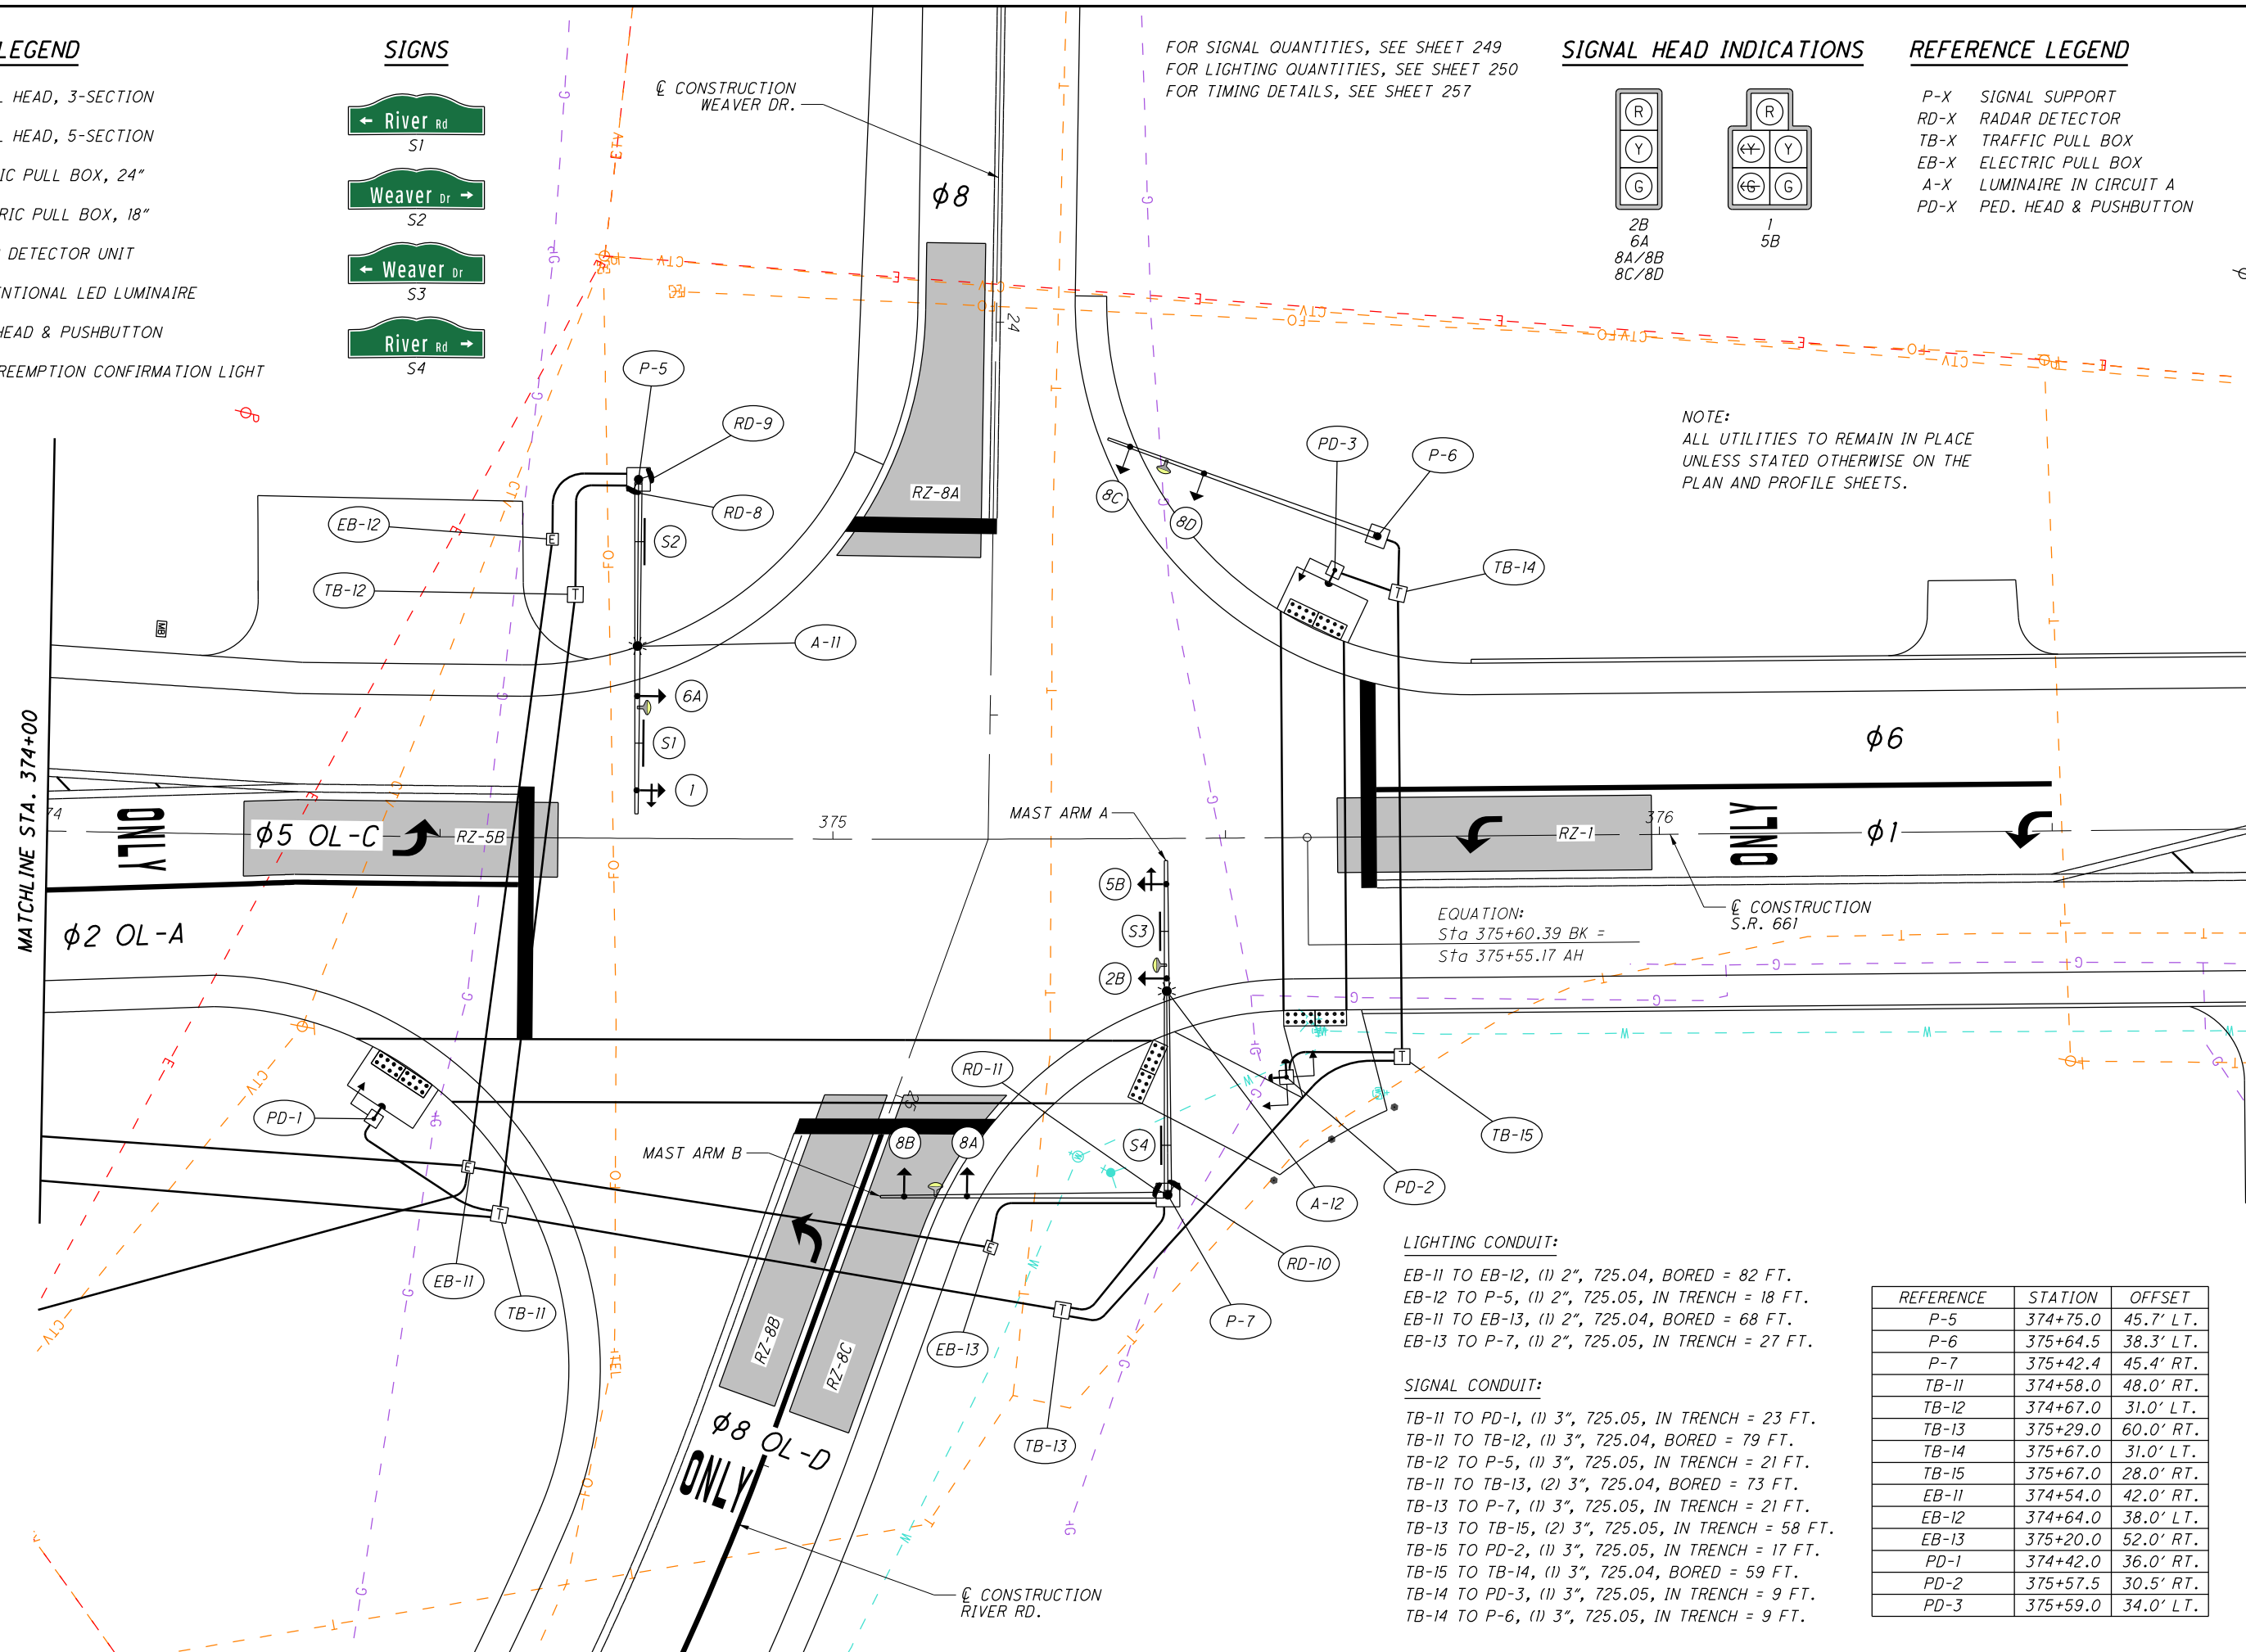 LEGEND
L HEAD, 3-SECTION
L HEAD, 5-SECTION
IC PULL BOX, 24"
RIC PULL BOX, 18"
DETECTOR UNIT
ENTIONAL LED LUMINAIRE
HEAD & PUSHBUTTON
REEMPTION CONFIRMATION LIGHT
SIGNS
← River Rd
S1
Weaver Dr →
S2
← Weaver Dr
S3
River Rd →
S4
℄ CONSTRUCTION
WEAVER DR.
FOR SIGNAL QUANTITIES, SEE SHEET 249
FOR LIGHTING QUANTITIES, SEE SHEET 250
FOR TIMING DETAILS, SEE SHEET 257
SIGNAL HEAD INDICATIONS
R
Y
G
2B
6A
8A/8B
8C/8D
R
Y Y
G G
1
5B
REFERENCE LEGEND
P-X SIGNAL SUPPORT
RD-X RADAR DETECTOR
TB-X TRAFFIC PULL BOX
EB-X ELECTRIC PULL BOX
A-X LUMINAIRE IN CIRCUIT A
PD-X PED. HEAD & PUSHBUTTON
NOTE:
ALL UTILITIES TO REMAIN IN PLACE
UNLESS STATED OTHERWISE ON THE
PLAN AND PROFILE SHEETS.
ϕ8
24
RZ-8A
P-5
RD-9
RD-8
EB-12
TB-12
S2
A-11
6A
S1
1
PD-3
P-6
8C
8D
TB-14
MB
E
T
T
MATCHLINE STA. 374+00
74
ONLY
ϕ5 OL-C
RZ-5B
ϕ2 OL-A
375
MAST ARM A
5B
S3
2B
ϕ6
RZ-1
376
ONLY
ϕ1
℄ CONSTRUCTION
S.R. 661
EQUATION:
Sta 375+60.39 BK =
Sta 375+55.17 AH
PD-1
EB-11
TB-11
E
T
MAST ARM B
8B
8A
25
RD-11
S4
A-12
PD-2
TB-15
T
RD-10
P-7
E
EB-13
T
TB-13
RZ-8B
RZ-8C
ϕ8 OL-D
ONLY
℄ CONSTRUCTION
RIVER RD.
LIGHTING CONDUIT:
EB-11 TO EB-12, (1) 2", 725.04, BORED = 82 FT.
EB-12 TO P-5, (1) 2", 725.05, IN TRENCH = 18 FT.
EB-11 TO EB-13, (1) 2", 725.04, BORED = 68 FT.
EB-13 TO P-7, (1) 2", 725.05, IN TRENCH = 27 FT.
SIGNAL CONDUIT:
TB-11 TO PD-1, (1) 3", 725.05, IN TRENCH = 23 FT.
TB-11 TO TB-12, (1) 3", 725.04, BORED = 79 FT.
TB-12 TO P-5, (1) 3", 725.05, IN TRENCH = 21 FT.
TB-11 TO TB-13, (2) 3", 725.04, BORED = 73 FT.
TB-13 TO P-7, (1) 3", 725.05, IN TRENCH = 21 FT.
TB-13 TO TB-15, (2) 3", 725.05, IN TRENCH = 58 FT.
TB-15 TO PD-2, (1) 3", 725.05, IN TRENCH = 17 FT.
TB-15 TO TB-14, (1) 3", 725.04, BORED = 59 FT.
TB-14 TO PD-3, (1) 3", 725.05, IN TRENCH = 9 FT.
TB-14 TO P-6, (1) 3", 725.05, IN TRENCH = 9 FT.
REFERENCE STATION OFFSET
P-5 374+75.0 45.7' LT.
P-6 375+64.5 38.3' LT.
P-7 375+42.4 45.4' RT.
TB-11 374+58.0 48.0' RT.
TB-12 374+67.0 31.0' LT.
TB-13 375+29.0 60.0' RT.
TB-14 375+67.0 31.0' LT.
TB-15 375+67.0 28.0' RT.
EB-11 374+54.0 42.0' RT.
EB-12 374+64.0 38.0' LT.
EB-13 375+20.0 52.0' RT.
PD-1 374+42.0 36.0' RT.
PD-2 375+57.5 30.5' RT.
PD-3 375+59.0 34.0' LT.